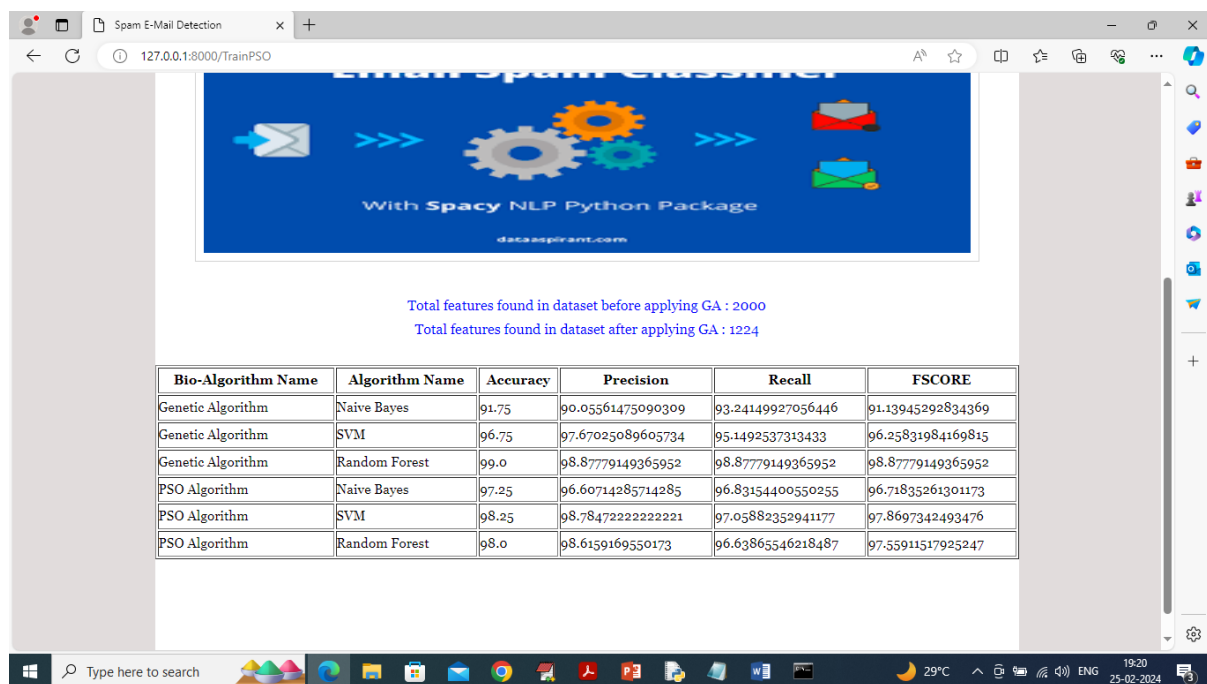 Spam E-Mail Detection
127.0.0.1:8000/TrainPSO
Email Spam Classifier
With Spacy NLP Python Package
dataaspirant.com
Total features found in dataset before applying GA : 2000
Total features found in dataset after applying GA : 1224
Bio-Algorithm Name Algorithm Name Accuracy Precision Recall FSCORE
Genetic Algorithm Naive Bayes 91.75 90.05561475090309 93.24149927056446 91.13945292834369
Genetic Algorithm SVM 96.75 97.67025089605734 95.1492537313433 96.25831984169815
Genetic Algorithm Random Forest 99.0 98.87779149365952 98.87779149365952 98.87779149365952
PSO Algorithm Naive Bayes 97.25 96.60714285714285 96.83154400550255 96.71835261301173
PSO Algorithm SVM 98.25 98.78472222222221 97.05882352941177 97.8697342493476
PSO Algorithm Random Forest 98.0 98.6159169550173 96.63865546218487 97.55911517925247
Type here to search
29°C
ENG
19:20
25-02-2024